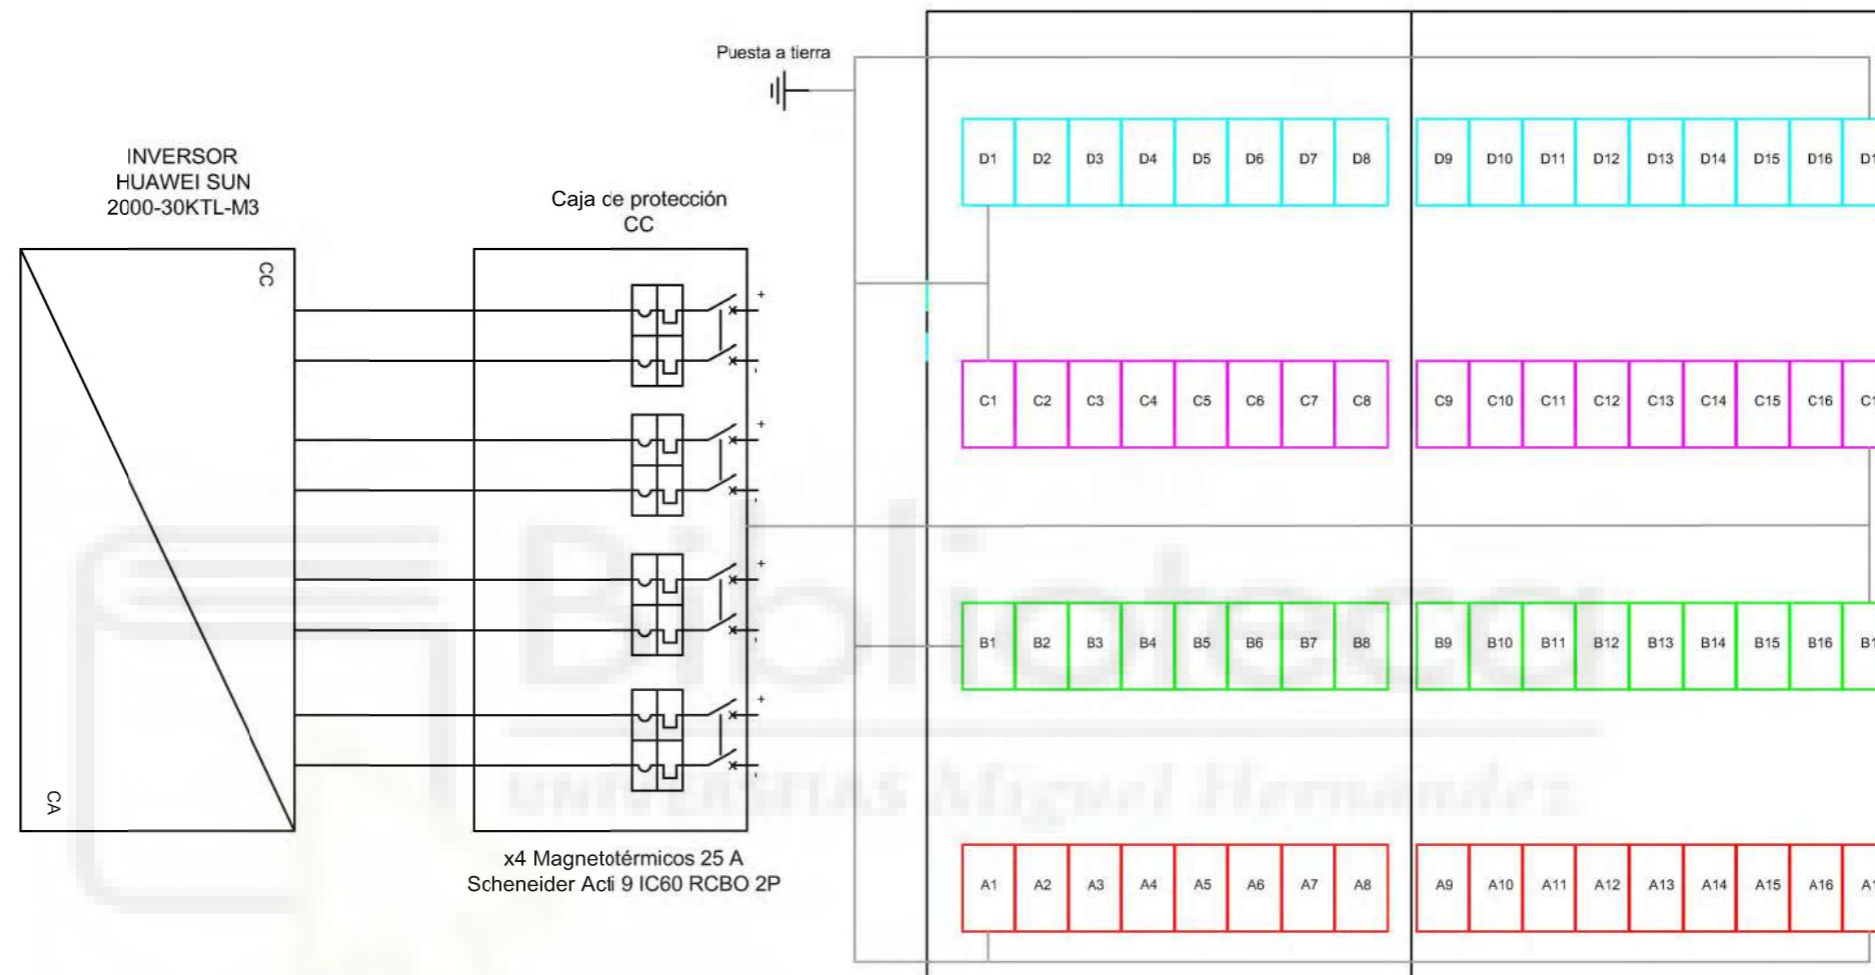 Puesta a tierra
INVERSOR
HUAWEI SUN
2000-30KTL-M3
CC
CA
Caja de protección
CC
+
-
+
-
+
-
+
-
x4 Magnetotérmicos 25 A
Scheneider Acti 9 IC60 RCBO 2P
D1 D2 D3 D4 D5 D6 D7 D8 D9 D10 D11 D12 D13 D14 D15 D16
C1 C2 C3 C4 C5 C6 C7 C8 C9 C10 C11 C12 C13 C14 C15 C16
B1 B2 B3 B4 B5 B6 B7 B8 B9 B10 B11 B12 B13 B14 B15 B16
A1 A2 A3 A4 A5 A6 A7 A8 A9 A10 A11 A12 A13 A14 A15 A16
Biblioteca
UNIVERSITAS Miguel Hernández